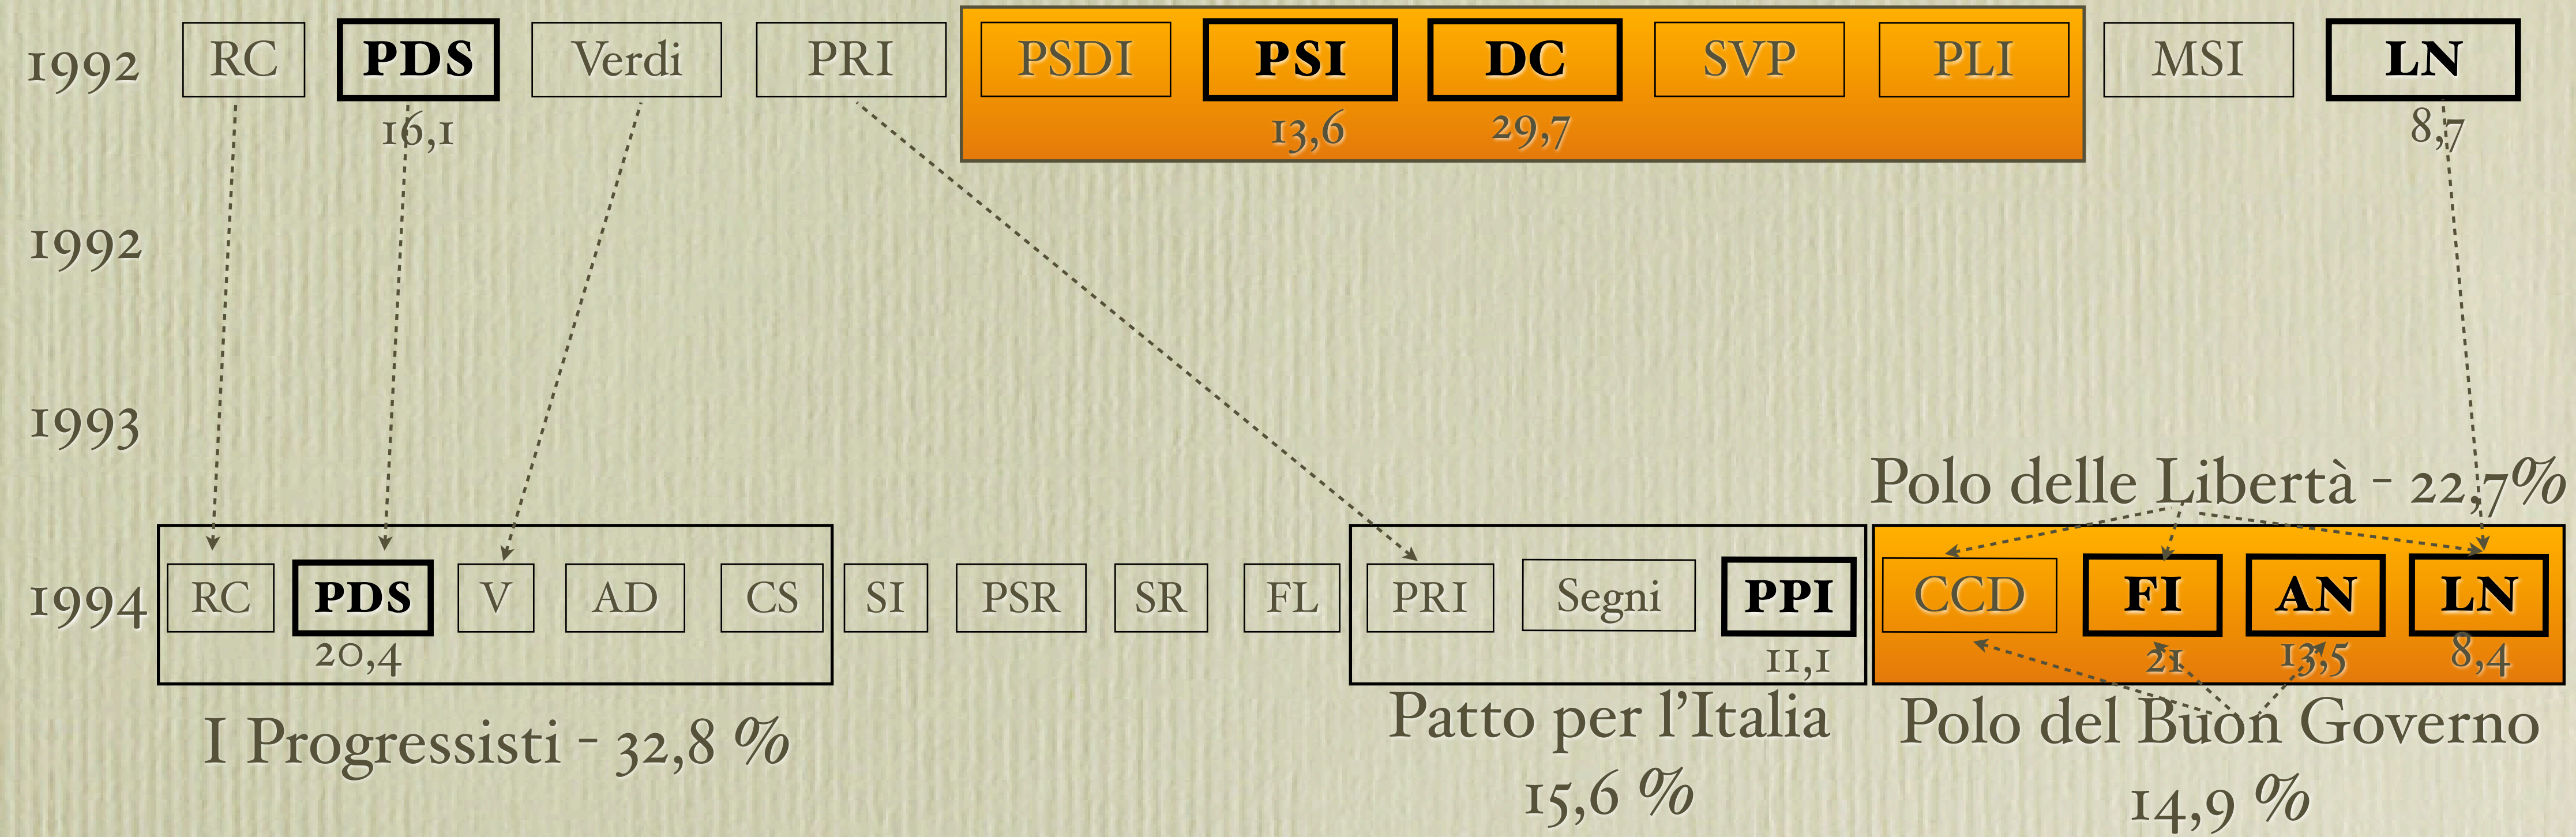 1992 RC PDS Verdi PRI PSDI PSI DC SVP PLI MSI LN
16,1 13,6 29,7 8,7
1992
1993
Polo delle Libertà - 22,7%
1994 RC PDS V AD CS SI PSR SR FL PRI Segni PPI CCD FI AN LN
20,4 11,1 21 13,5 8,4
I Progressisti - 32,8 %
Patto per l'Italia
15,6 %
Polo del Buon Governo
14,9 %